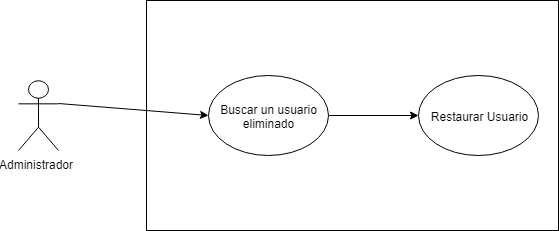 Buscar un usuario
eliminado
Restaurar Usuario
Administrador